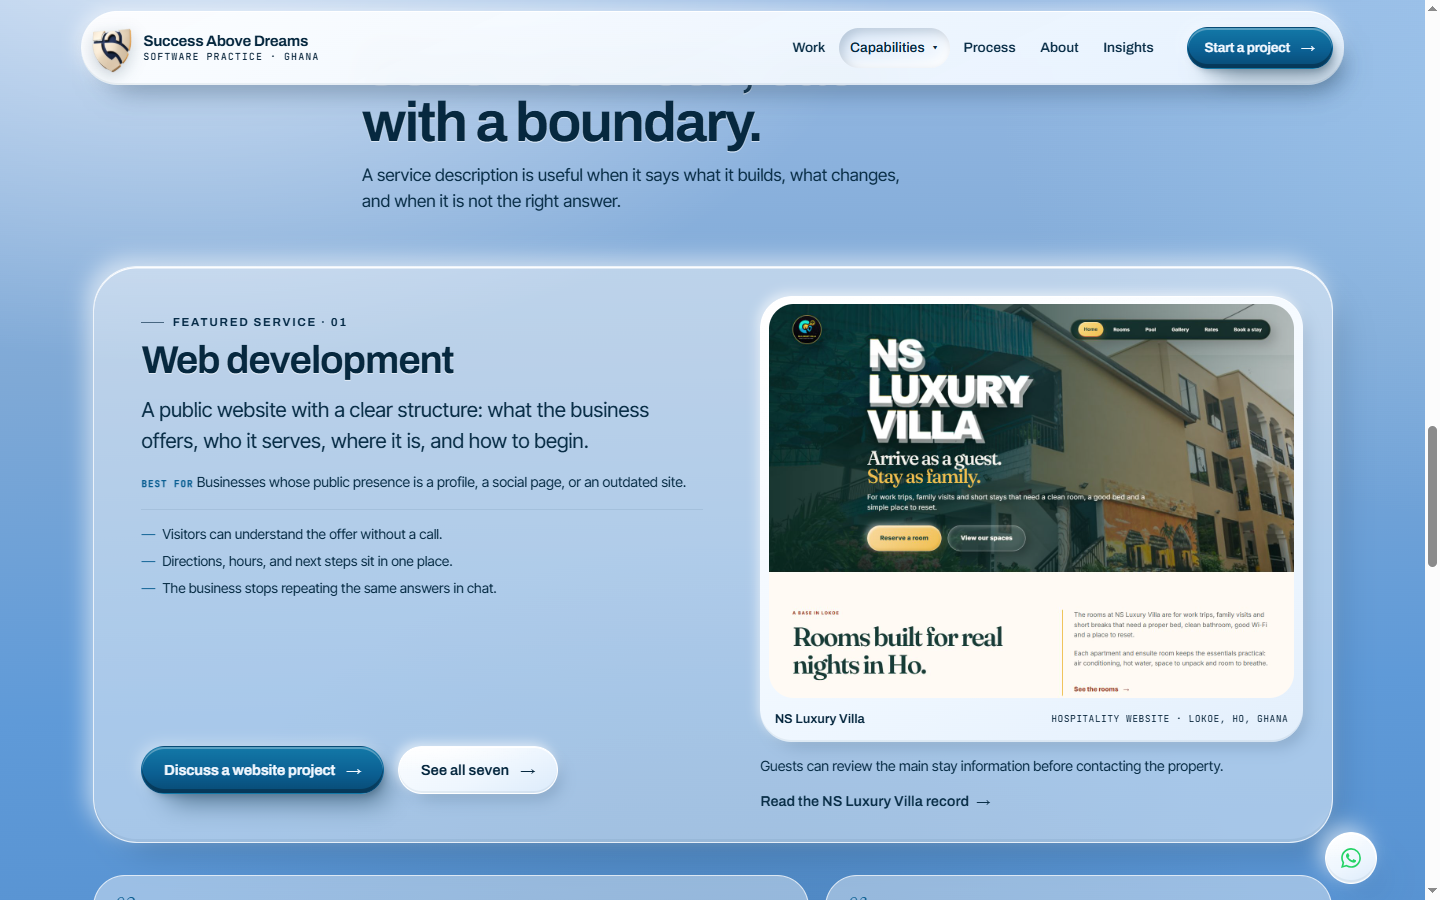 Success Above Dreams
SOFTWARE PRACTICE · GHANA
Work
Capabilities
Process
About
Insights
Start a project →
with a boundary.
A service description is useful when it says what it builds, what changes,
and when it is not the right answer.
FEATURED SERVICE · 01
Web development
A public website with a clear structure: what the business
offers, who it serves, where it is, and how to begin.
BEST FOR Businesses whose public presence is a profile, a social page, or an outdated site.
— Visitors can understand the offer without a call.
— Directions, hours, and next steps sit in one place.
— The business stops repeating the same answers in chat.
Discuss a website project →
See all seven →
Home
Rooms
Pool
Gallery
Rates
Book a stay
NS
LUXURY
VILLA
Arrive as a guest.
Stay as family.
For work trips, family visits and short stays that need a clean room, a good bed and a
simple place to reset.
Reserve a room
View our spaces
A BASE IN LOKOE
Rooms built for real
nights in Ho.
The rooms at NS Luxury Villa are for work trips, family visits and
short breaks that need a proper bed, clean bathroom, good Wi-Fi
and a place to reset.
Each apartment and ensuite room keeps the essentials practical:
air conditioning, hot water, space to unpack and room to breathe.
See the rooms →
NS Luxury Villa
HOSPITALITY WEBSITE · LOKOE, HO, GHANA
Guests can review the main stay information before contacting the property.
Read the NS Luxury Villa record →